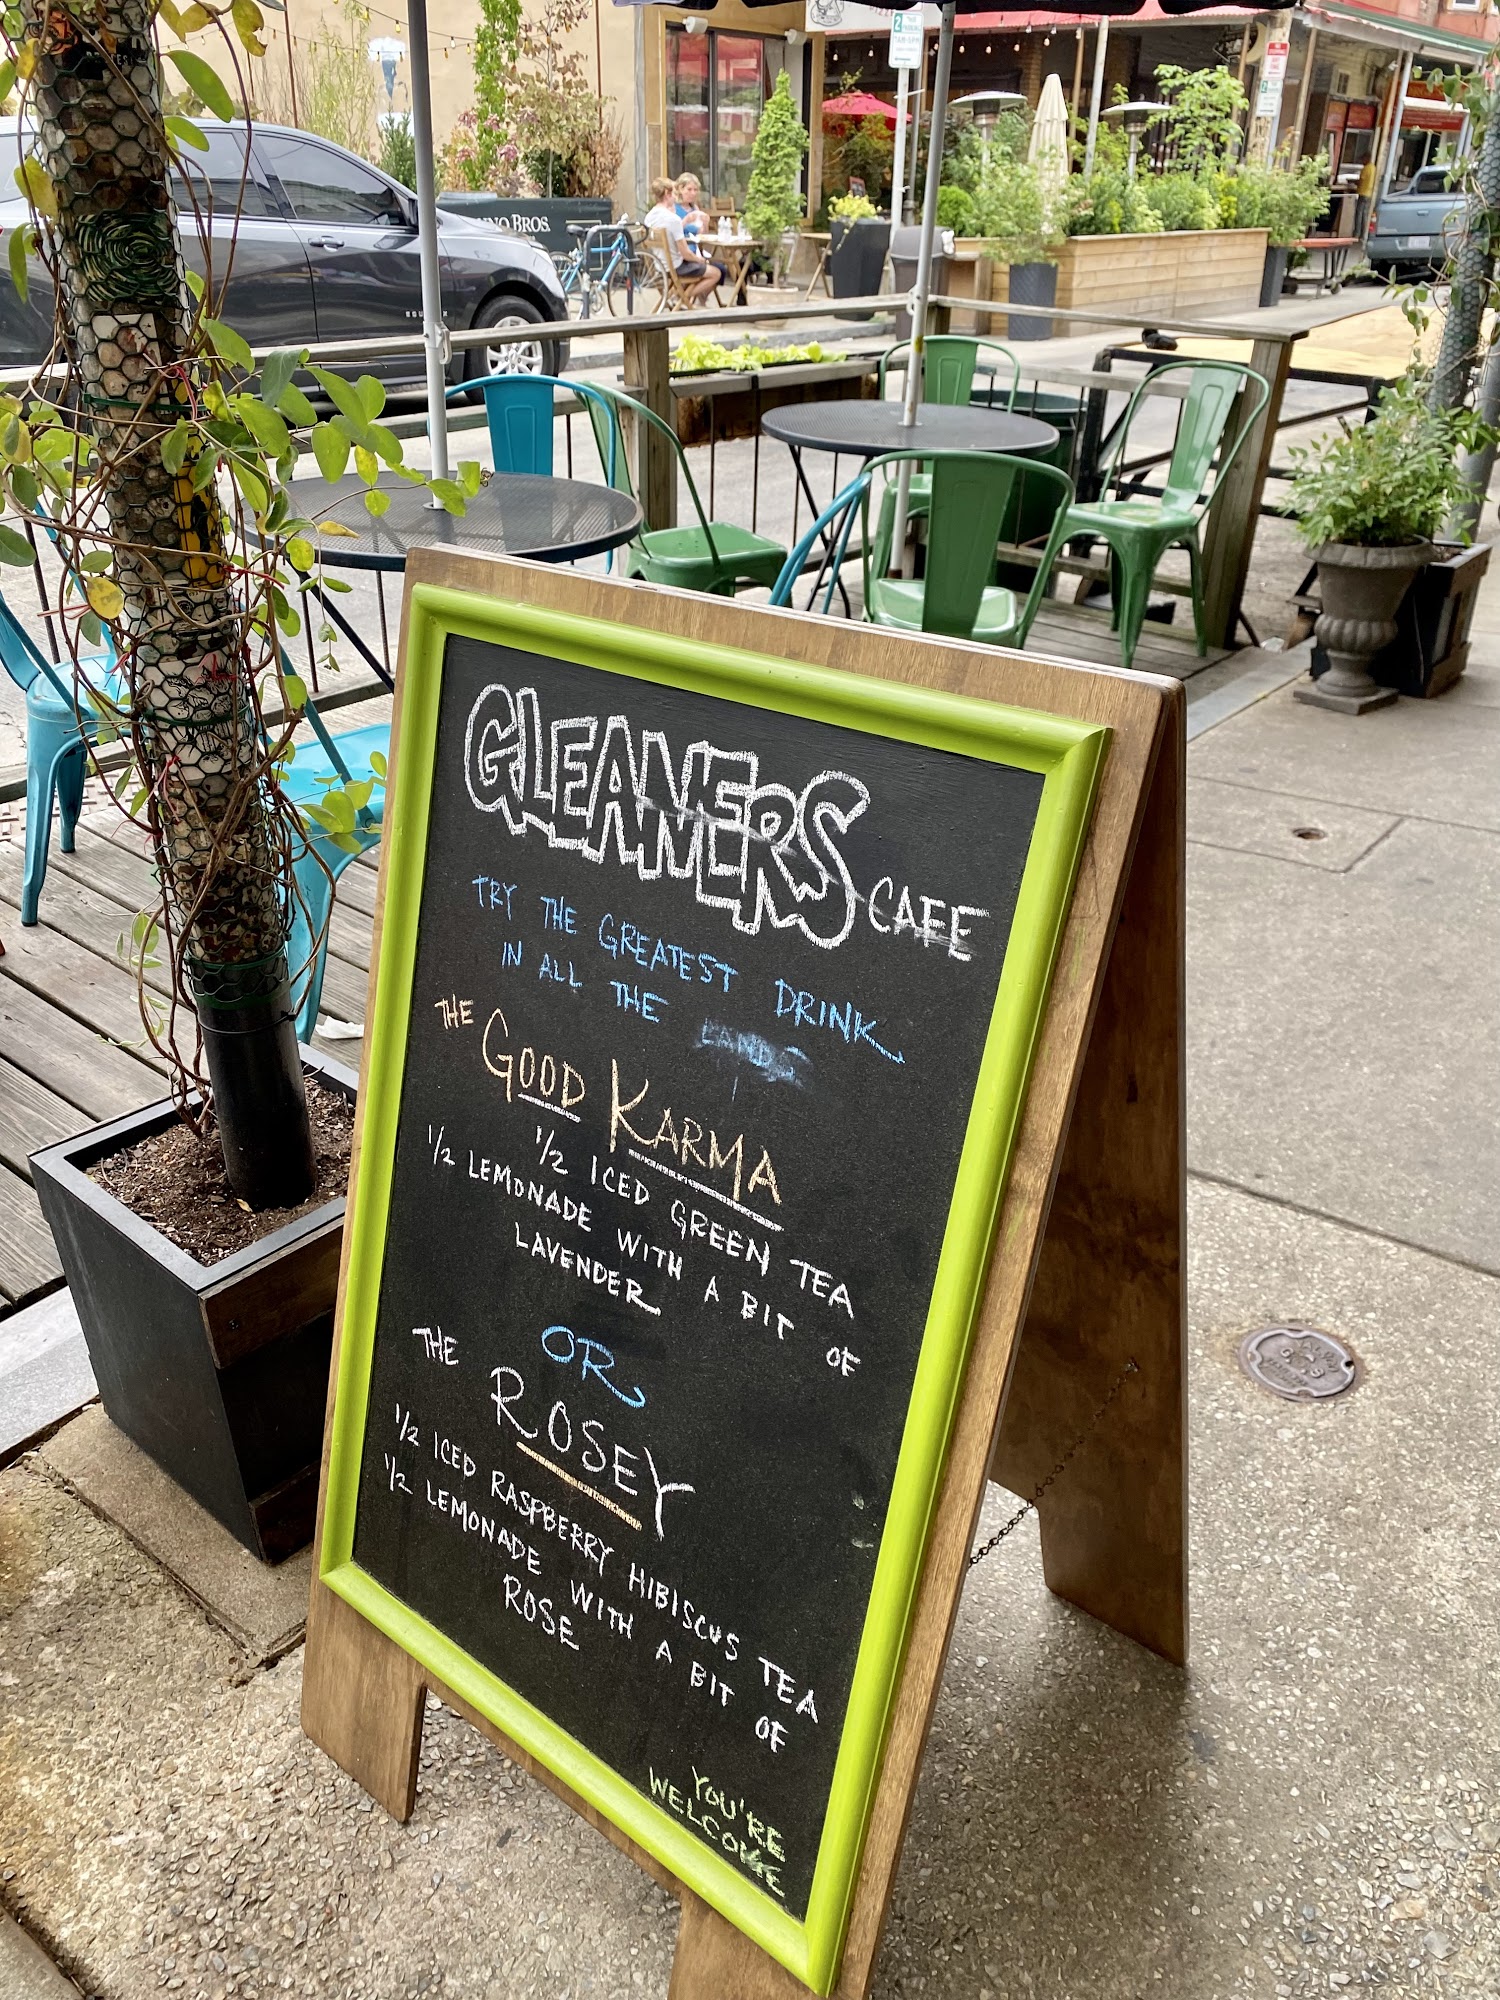 GLEANERS CAFE
TRY THE GREATEST DRINK
IN ALL THE LANDS
THE GOOD KARMA
1/2 ICED GREEN TEA
1/2 LEMONADE WITH A BIT OF
LAVENDER
OR
THE ROSEY
1/2 ICED RASPBERRY HIBISCUS TEA
1/2 LEMONADE WITH A BIT OF
ROSE
YOU'RE
WELCOME
BROS.